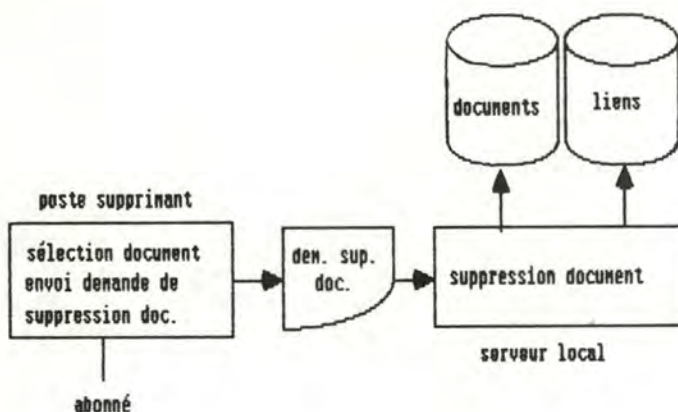 documents
liens
poste supprimant
sélection document
envoi demande de
suppression doc.
dem. sup.
doc.
suppression document
serveur local
abonné